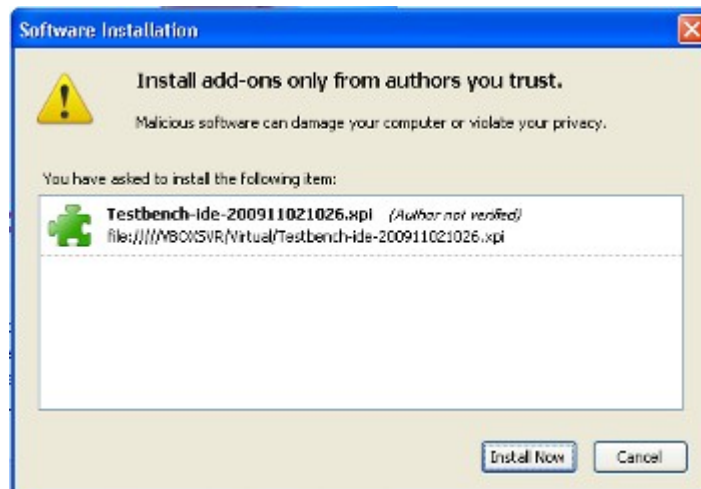 Software Installation
Install add-ons only from authors you trust.
Malicious software can damage your computer or violate your privacy.
You have asked to install the following item:
Testbench-ide-200911021026.xpi (Author not verified)
file://///VBOXSVR/Virtual/Testbench-ide-200911021026.xpi
Install Now Cancel